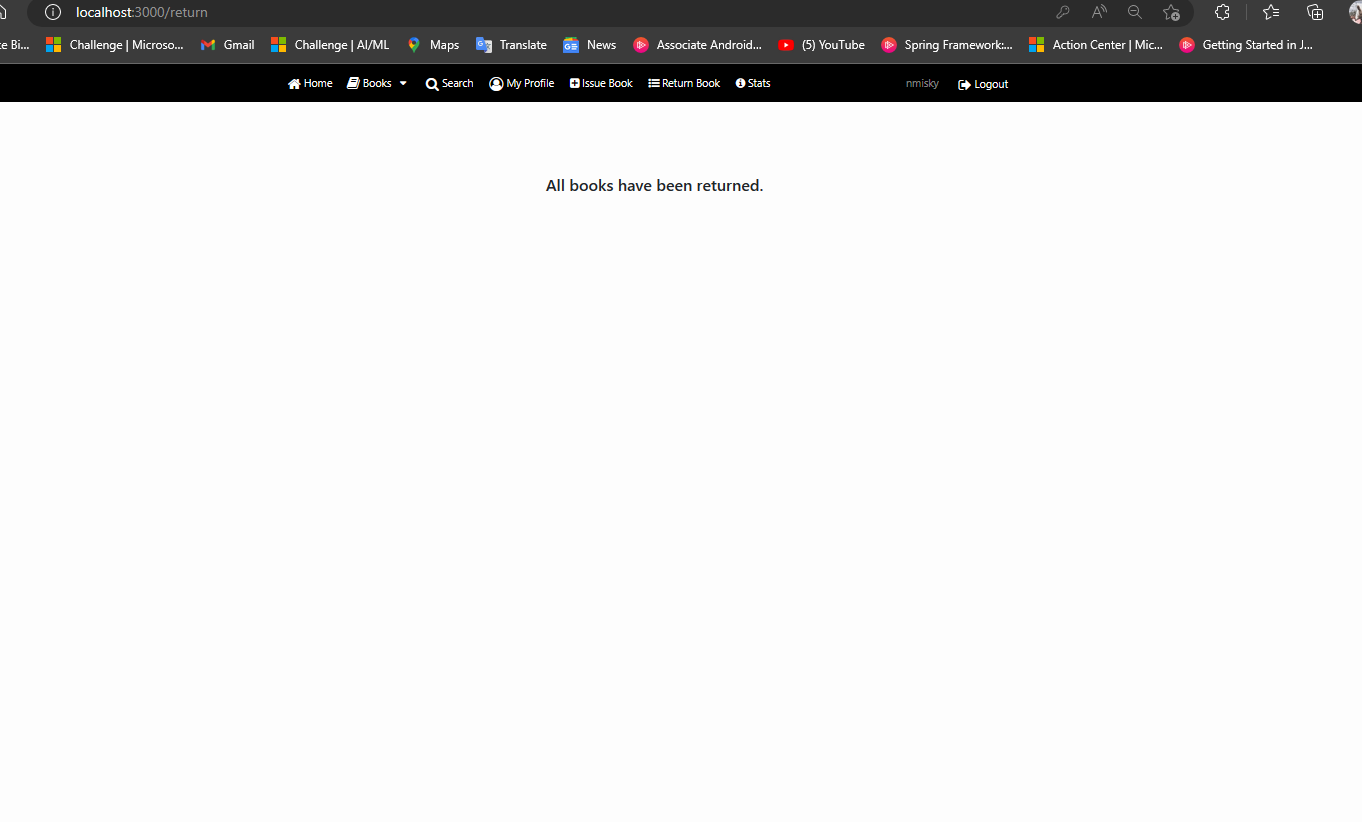 localhost:3000/return
e Bi...
Challenge | Microso...
Gmail
Challenge | AI/ML
Maps
Translate
News
Associate Android...
(5) YouTube
Spring Framework:...
Action Center | Mic...
Getting Started in J...
Home
Books
Search
My Profile
Issue Book
Return Book
Stats
nmisky
Logout
All books have been returned.